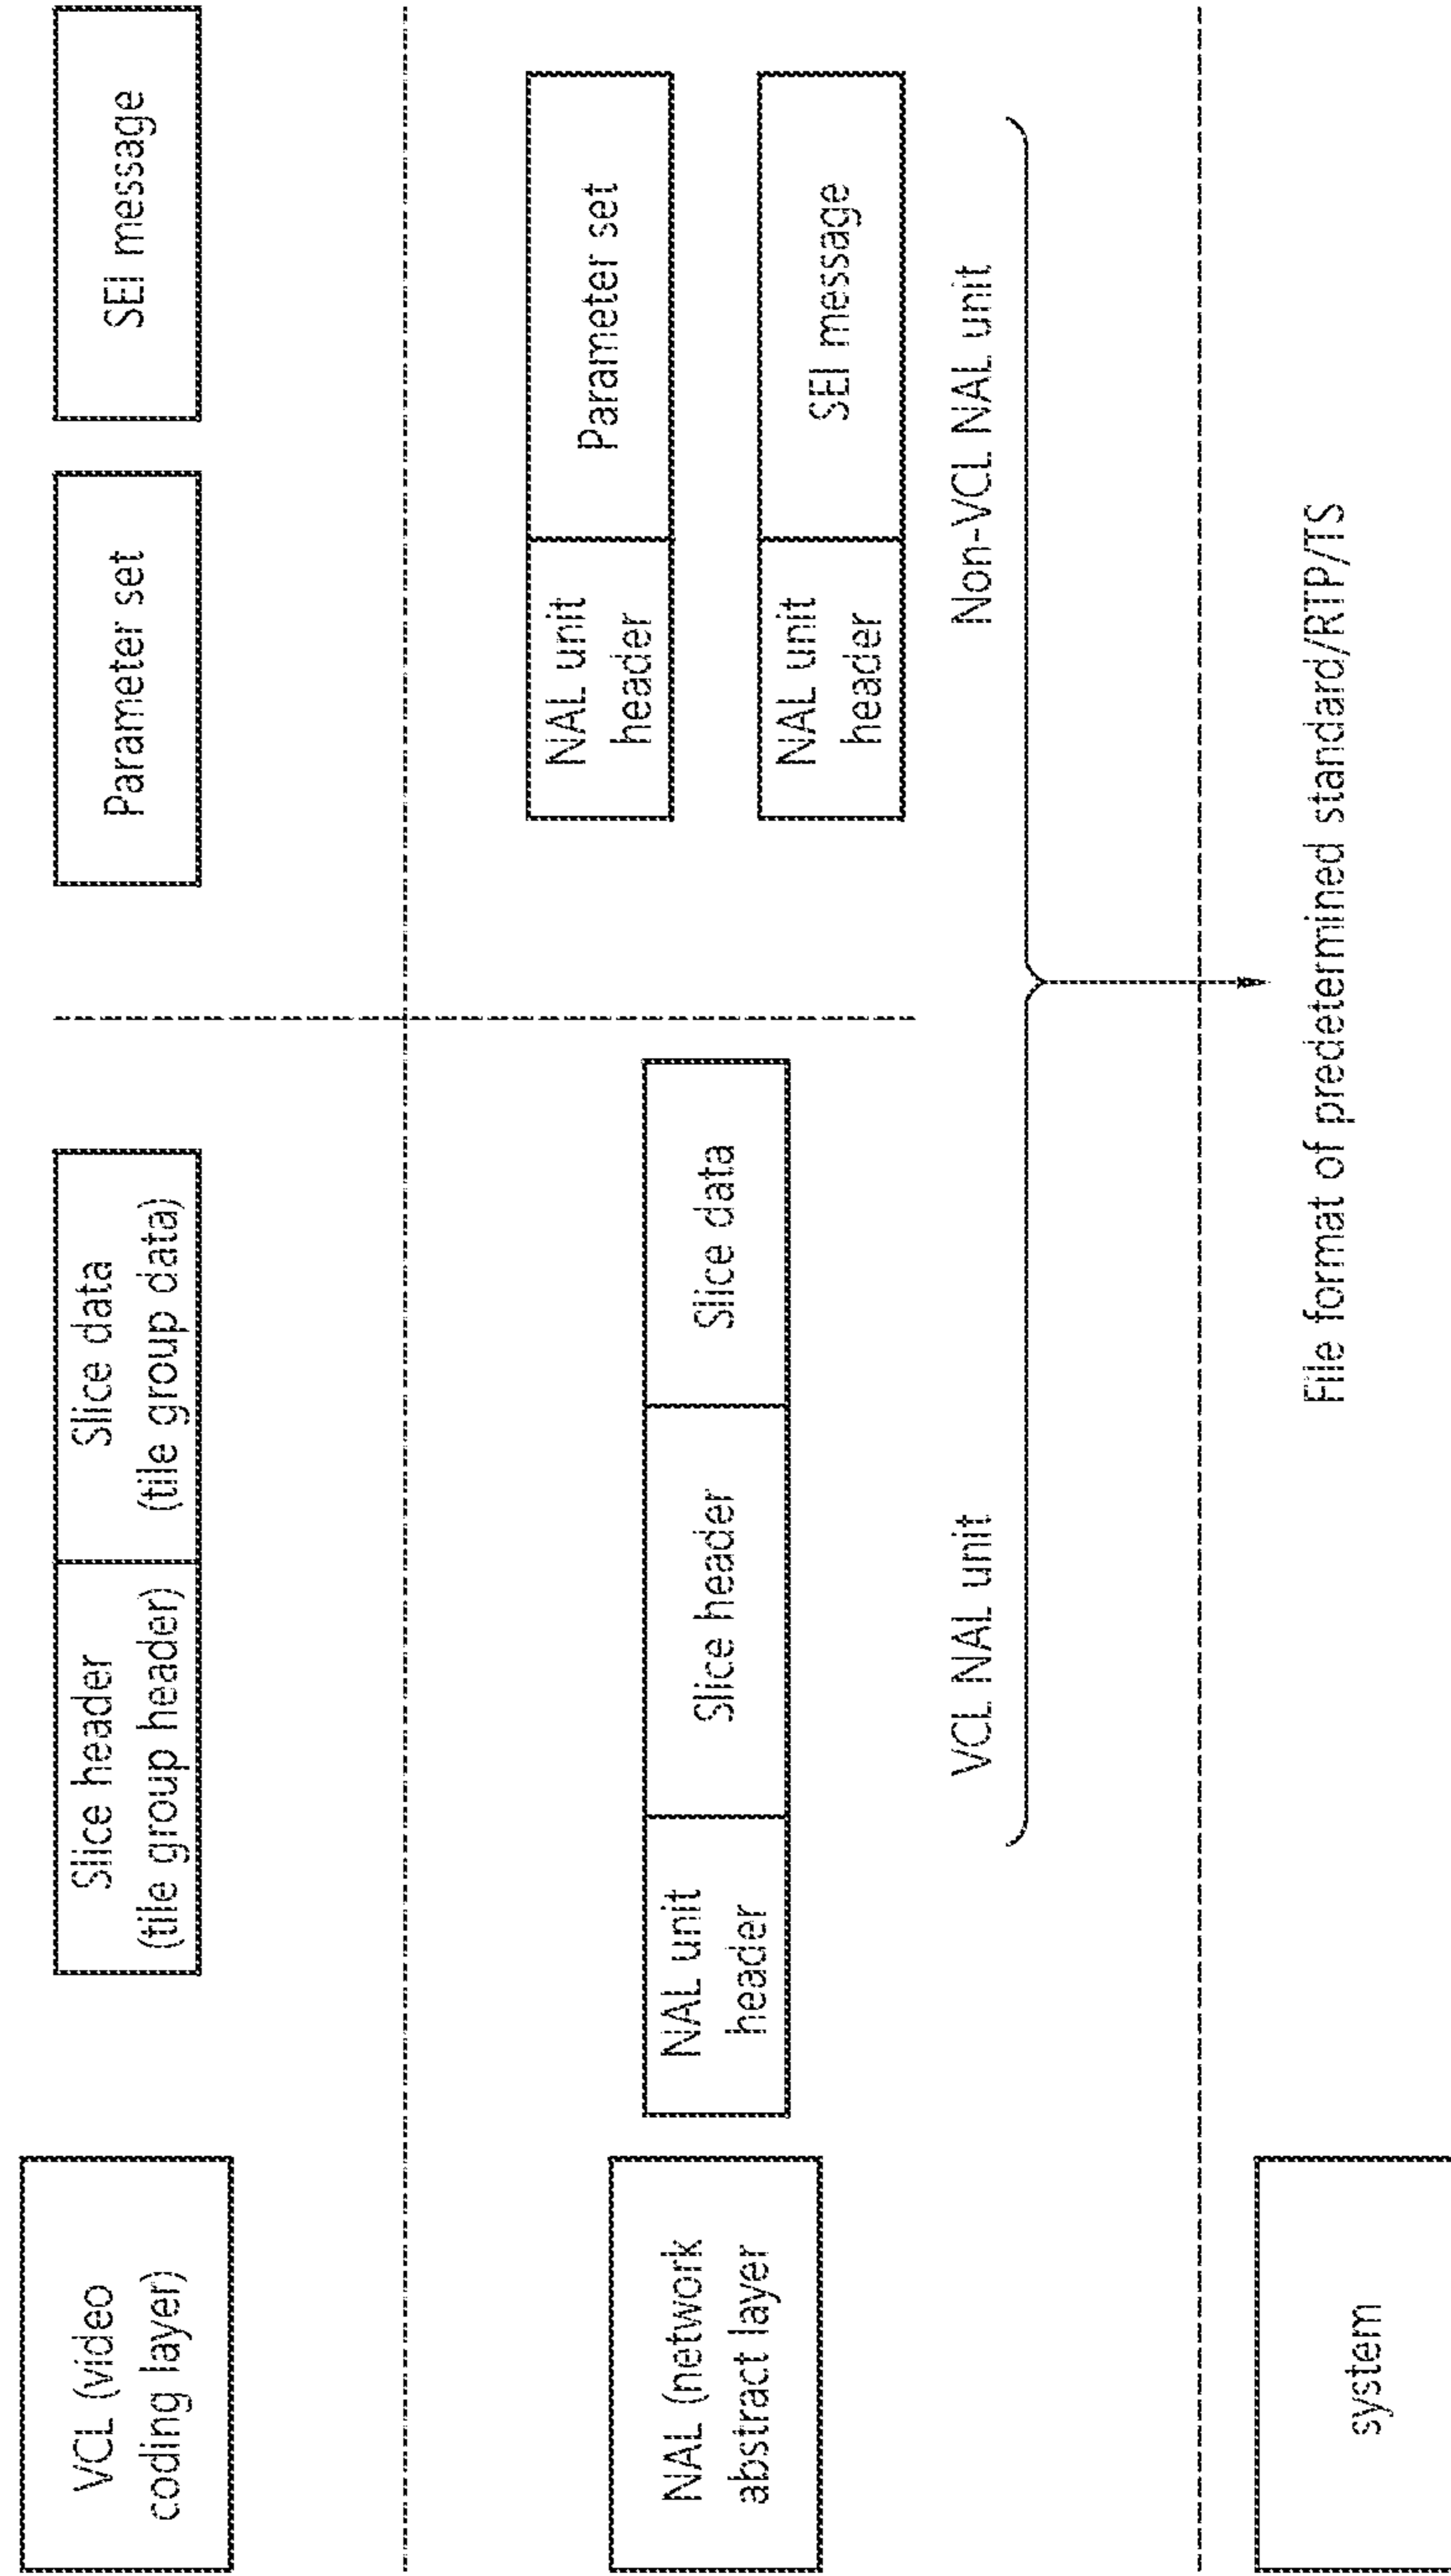 VCL (video
coding layer)
Slice header
(tile group header)
Slice data
(tile group data)
Parameter set
SEI message
NAL (network
abstract layer
NAL unit
header
Slice header
Slice data
NAL unit
header
Parameter set
NAL unit
header
SEI message
VCL NAL unit
Non-VCL NAL unit
system
File format of predetermined standard/RTP/TS